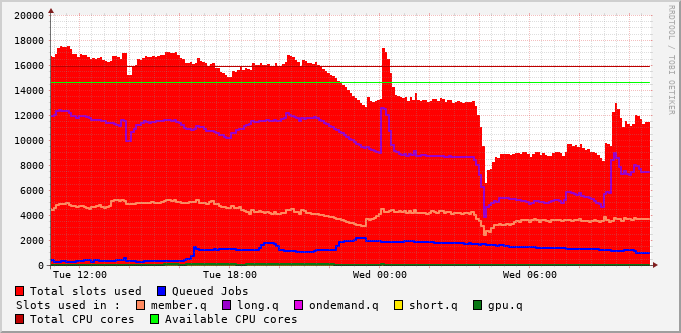 20000
18000
16000
14000
12000
10000
8000
6000
4000
2000
0
Tue 12:00 Tue 18:00 Wed 00:00 Wed 06:00
RRDTOOL / TOBI OETIKER
Total slots used Queued Jobs
Slots used in : member.q long.q ondemand.q short.q gpu.q
Total CPU cores Available CPU cores